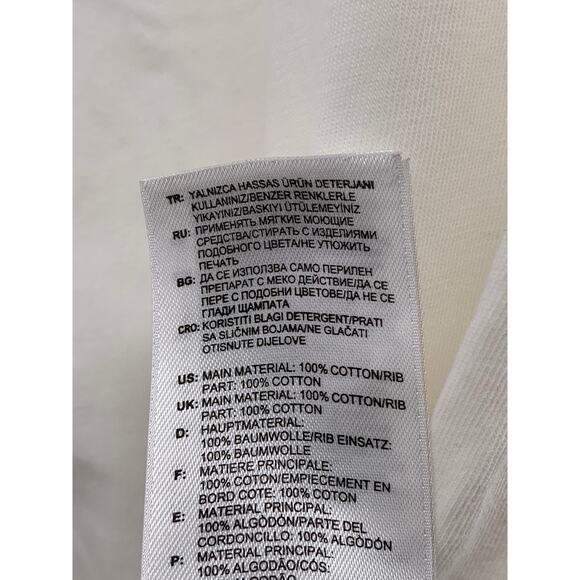 TR: YALNIZCA HASSAS ÜRÜN DETERJANI
KULLANINIZ/BENZER RENKLERLE
YIKAYINIZ/BASKIYI ÜTÜLEMEYİNİZ
RU: ПРИМЕНЯТЬ МЯГКИЕ МОЮЩИЕ
СРЕДСТВА/СТИРАТЬ С ИЗДЕЛИЯМИ
ПОДОБНОГО ЦВЕТА/НЕ УТЮЖИТЬ
ПЕЧАТЬ
BG: ДА СЕ ИЗПОЛЗВА САМО ПЕРИЛЕН
ПРЕПАРАТ С МЕКО ДЕЙСТВИЕ/ДА СЕ
ПЕРЕ С ПОДОБНИ ЦВЕТОВЕ/ДА НЕ СЕ
ГЛАДИ ЩАМПАТА
CRO: KORISTITI BLAGI DETERGENT/PRATI
SA SLIČNIM BOJAMA/NE GLAČATI
OTISNUTE DIJELOVE
US: MAIN MATERIAL: 100% COTTON/RIB
PART: 100% COTTON
UK: MAIN MATERIAL: 100% COTTON/RIB
PART: 100% COTTON
D: HAUPTMATERIAL:
100% BAUMWOLLE/RIB EINSATZ:
100% BAUMWOLLE
F: MATIERE PRINCIPALE:
100% COTON/EMPIECEMENT EN
BORD COTE: 100% COTON
E: MATERIAL PRINCIPAL:
100% ALGODÓN/PARTE DEL
CORDONCILLO: 100% ALGODÓN
P: MATERIAL PRINCIPAL:
100% ALGODÃO/CÓS:
100% ALGODÃO